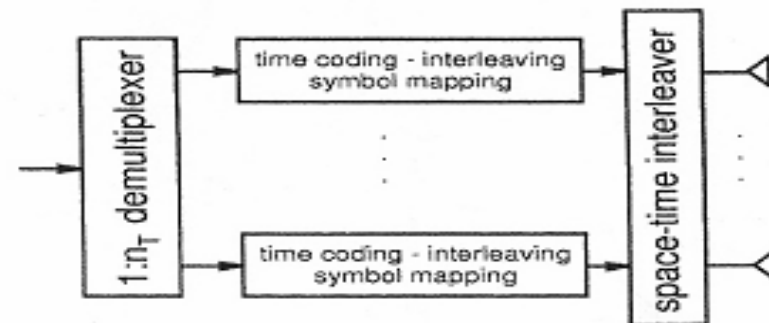 1:n_T demultiplexer
time coding - interleaving
symbol mapping
time coding - interleaving
symbol mapping
space-time interleaver